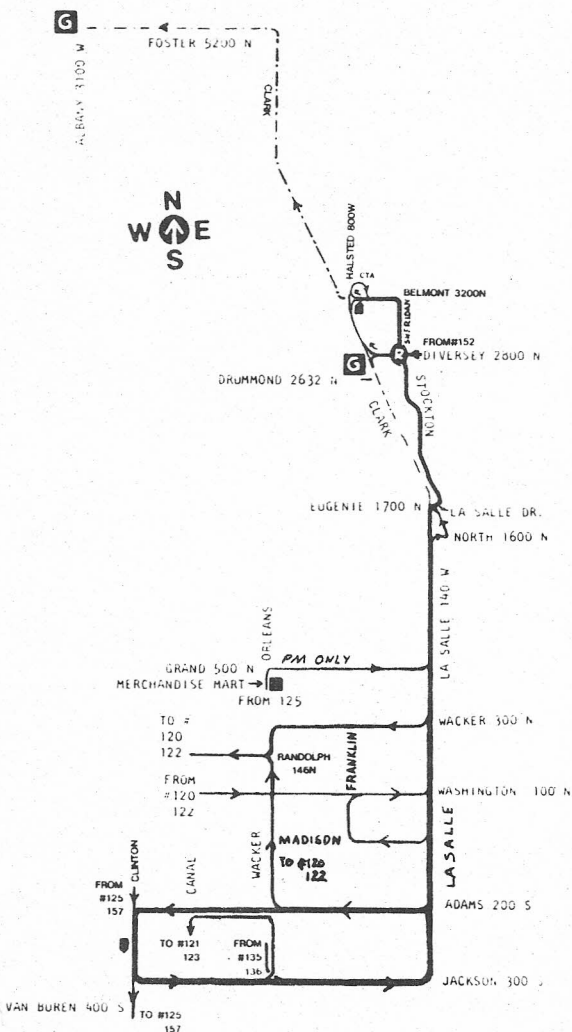 G
FOSTER 5200 N
ALBANY 3100 W
CLARK
N
W E
S
HALSTED 800W
CTA
R
BELMONT 3200N
SHERIDAN
FROM#152
R
DIVERSEY 2800 N
G
DRUMMOND 2632 N
CLARK
STOCKTON
EUGENIE 1700 N
LA SALLE DR.
NORTH 1600 N
LA SALLE 140 W
ORLEANS
PM ONLY
GRAND 500 N
MERCHANDISE MART
FROM 125
WACKER 300 N
TO #
120
122
RANDOLPH
146N
FRANKLIN
FROM
#120
122
WASHINGTON 100 N
MADISON
TO #120
122
LASALLE
CLINTON
CANAL
WACKER
FROM
#125
157
ADAMS 200 S
TO #121
123
FROM
#135
136
JACKSON 300 S
VAN BUREN 400 S
TO #125
157